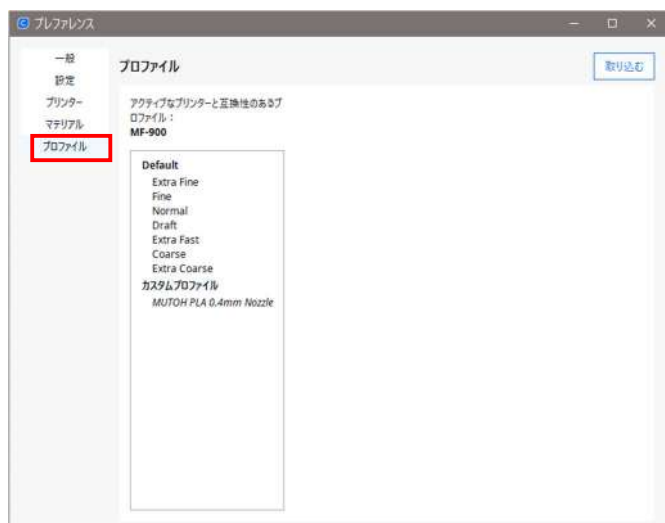 プレファレンス
一般
設定
プリンター
マテリアル
プロファイル
プロファイル
取り込む
アクティブなプリンターと互換性のあるプ
ロファイル：
MF-900
Default
Extra Fine
Fine
Normal
Draft
Extra Fast
Coarse
Extra Coarse
カスタムプロファイル
MUTOH PLA 0.4mm Nozzle